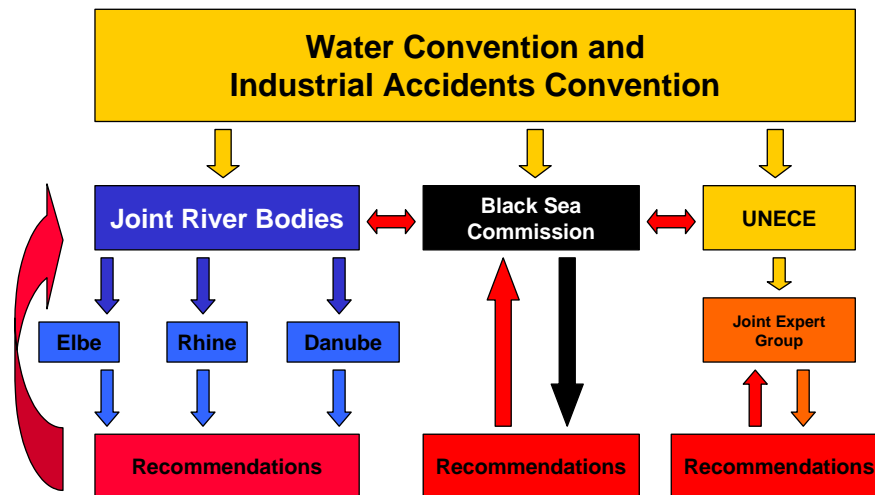 Water Convention and
Industrial Accidents Convention
Joint River Bodies
Black Sea
Commission
UNECE
Elbe
Rhine
Danube
Joint Expert
Group
Recommendations
Recommendations
Recommendations